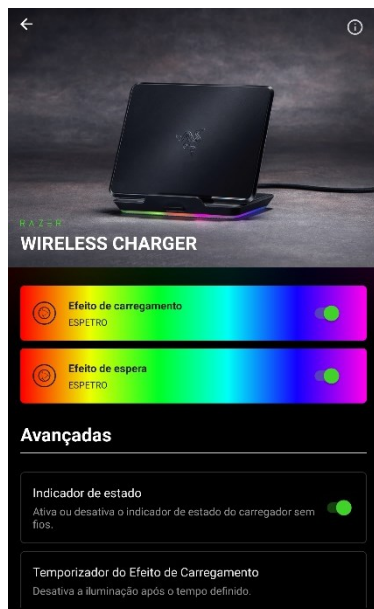 RAZER
WIRELESS CHARGER
Efeito de carregamento
ESPETRO
Efeito de espera
ESPETRO
Avançadas
Indicador de estado
Ativa ou desativa o indicador de estado do carregador sem
fios.
Temporizador do Efeito de Carregamento
Desativa a iluminação após o tempo definido.